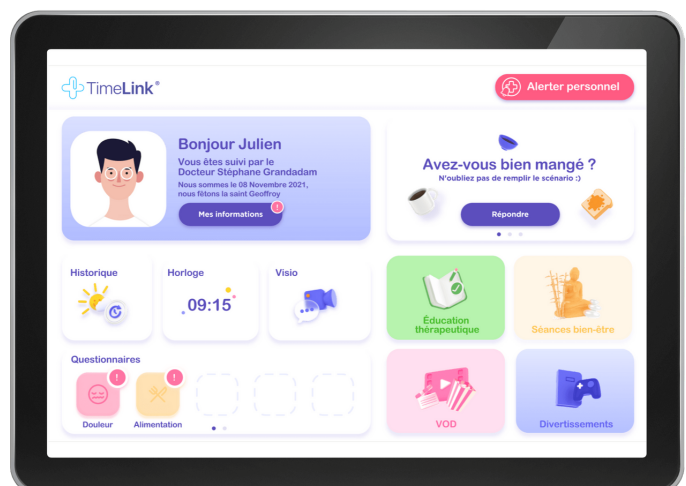 TimeLink®
Alerter personnel
Bonjour Julien
Vous êtes suivi par le
Docteur Stéphane Grandadam
Nous sommes le 08 Novembre 2021,
nous fêtons la saint Geoffroy
Mes informations
!
Avez-vous bien mangé ?
N'oubliez pas de remplir le scénario :)
Répondre
Historique
Horloge
09:15
Visio
Éducation
thérapeutique
Séances bien-être
Questionnaires
!
!
Douleur
Alimentation
VOD
Divertissements